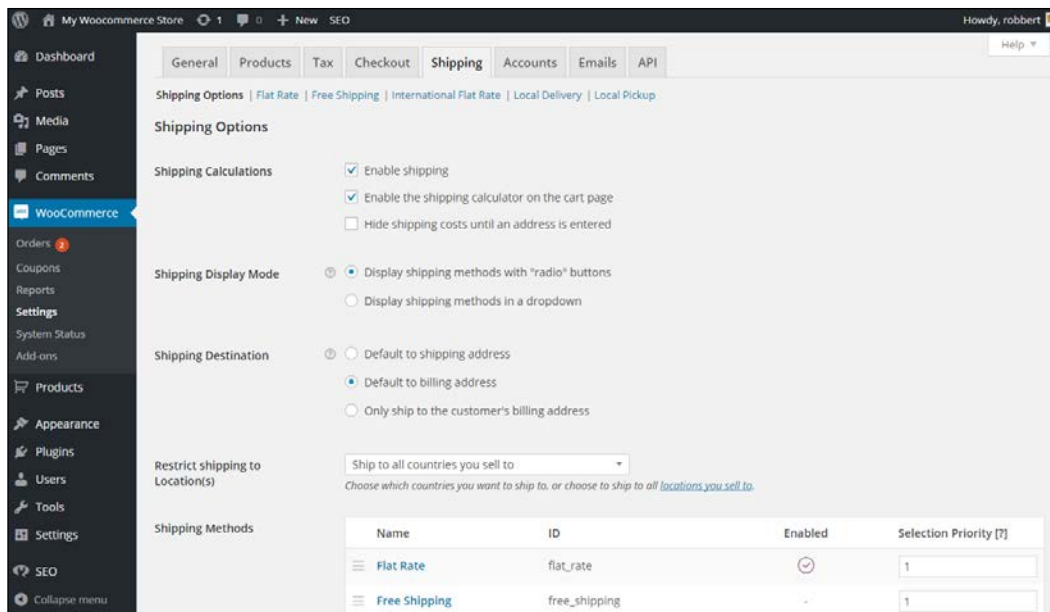 My Woocommerce Store 1 0 + New SEO Howdy, robbert
Help
Dashboard
Posts
Media
Pages
Comments
WooCommerce
Orders 2
Coupons
Reports
Settings
System Status
Add-ons
Products
Appearance
Plugins
Users
Tools
Settings
SEO
Collapse menu
General Products Tax Checkout Shipping Accounts Emails API
Shipping Options | Flat Rate | Free Shipping | International Flat Rate | Local Delivery | Local Pickup
Shipping Options
Shipping Calculations
Enable shipping
Enable the shipping calculator on the cart page
Hide shipping costs until an address is entered
Shipping Display Mode
Display shipping methods with "radio" buttons
Display shipping methods in a dropdown
Shipping Destination
Default to shipping address
Default to billing address
Only ship to the customer's billing address
Restrict shipping to
Location(s)
Ship to all countries you sell to
Choose which countries you want to ship to, or choose to ship to all locations you sell to.
Shipping Methods
Name ID Enabled Selection Priority [?]
Flat Rate flat_rate 1
Free Shipping free_shipping - 1